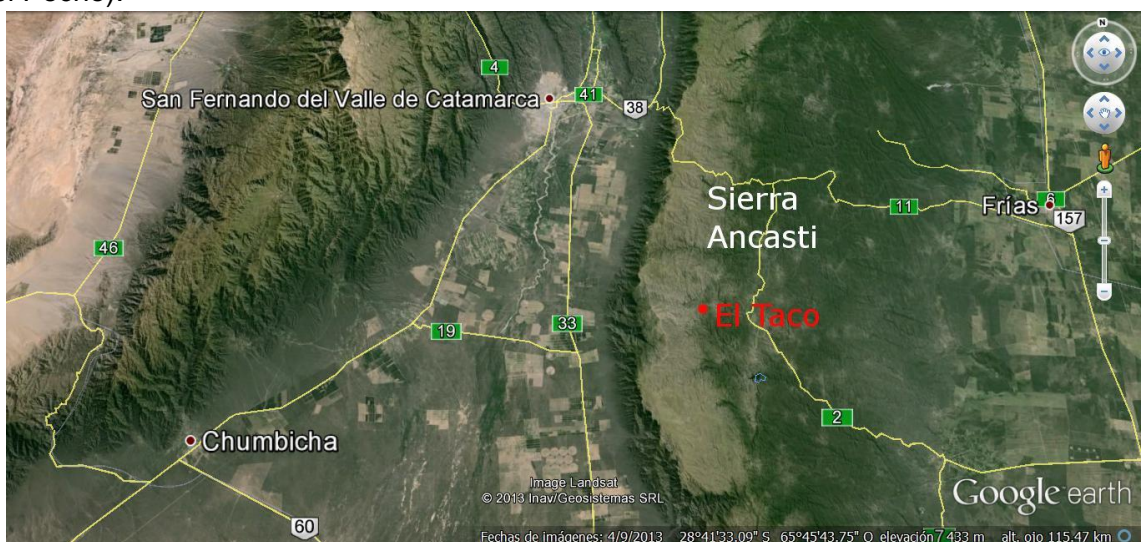 N
4
San Fernando del Valle de Catamarca
41
38
Sierra
Ancasti
11
Frías
6
157
46
El Taco
19
33
2
Chumbicha
60
Image Landsat
© 2013 Inav/Geosistemas SRL
Google earth
Fechas de imágenes: 4/9/2013 28°41'33.09" S 65°45'43.75" O elevación 433 m alt. ojo 115.47 km
7